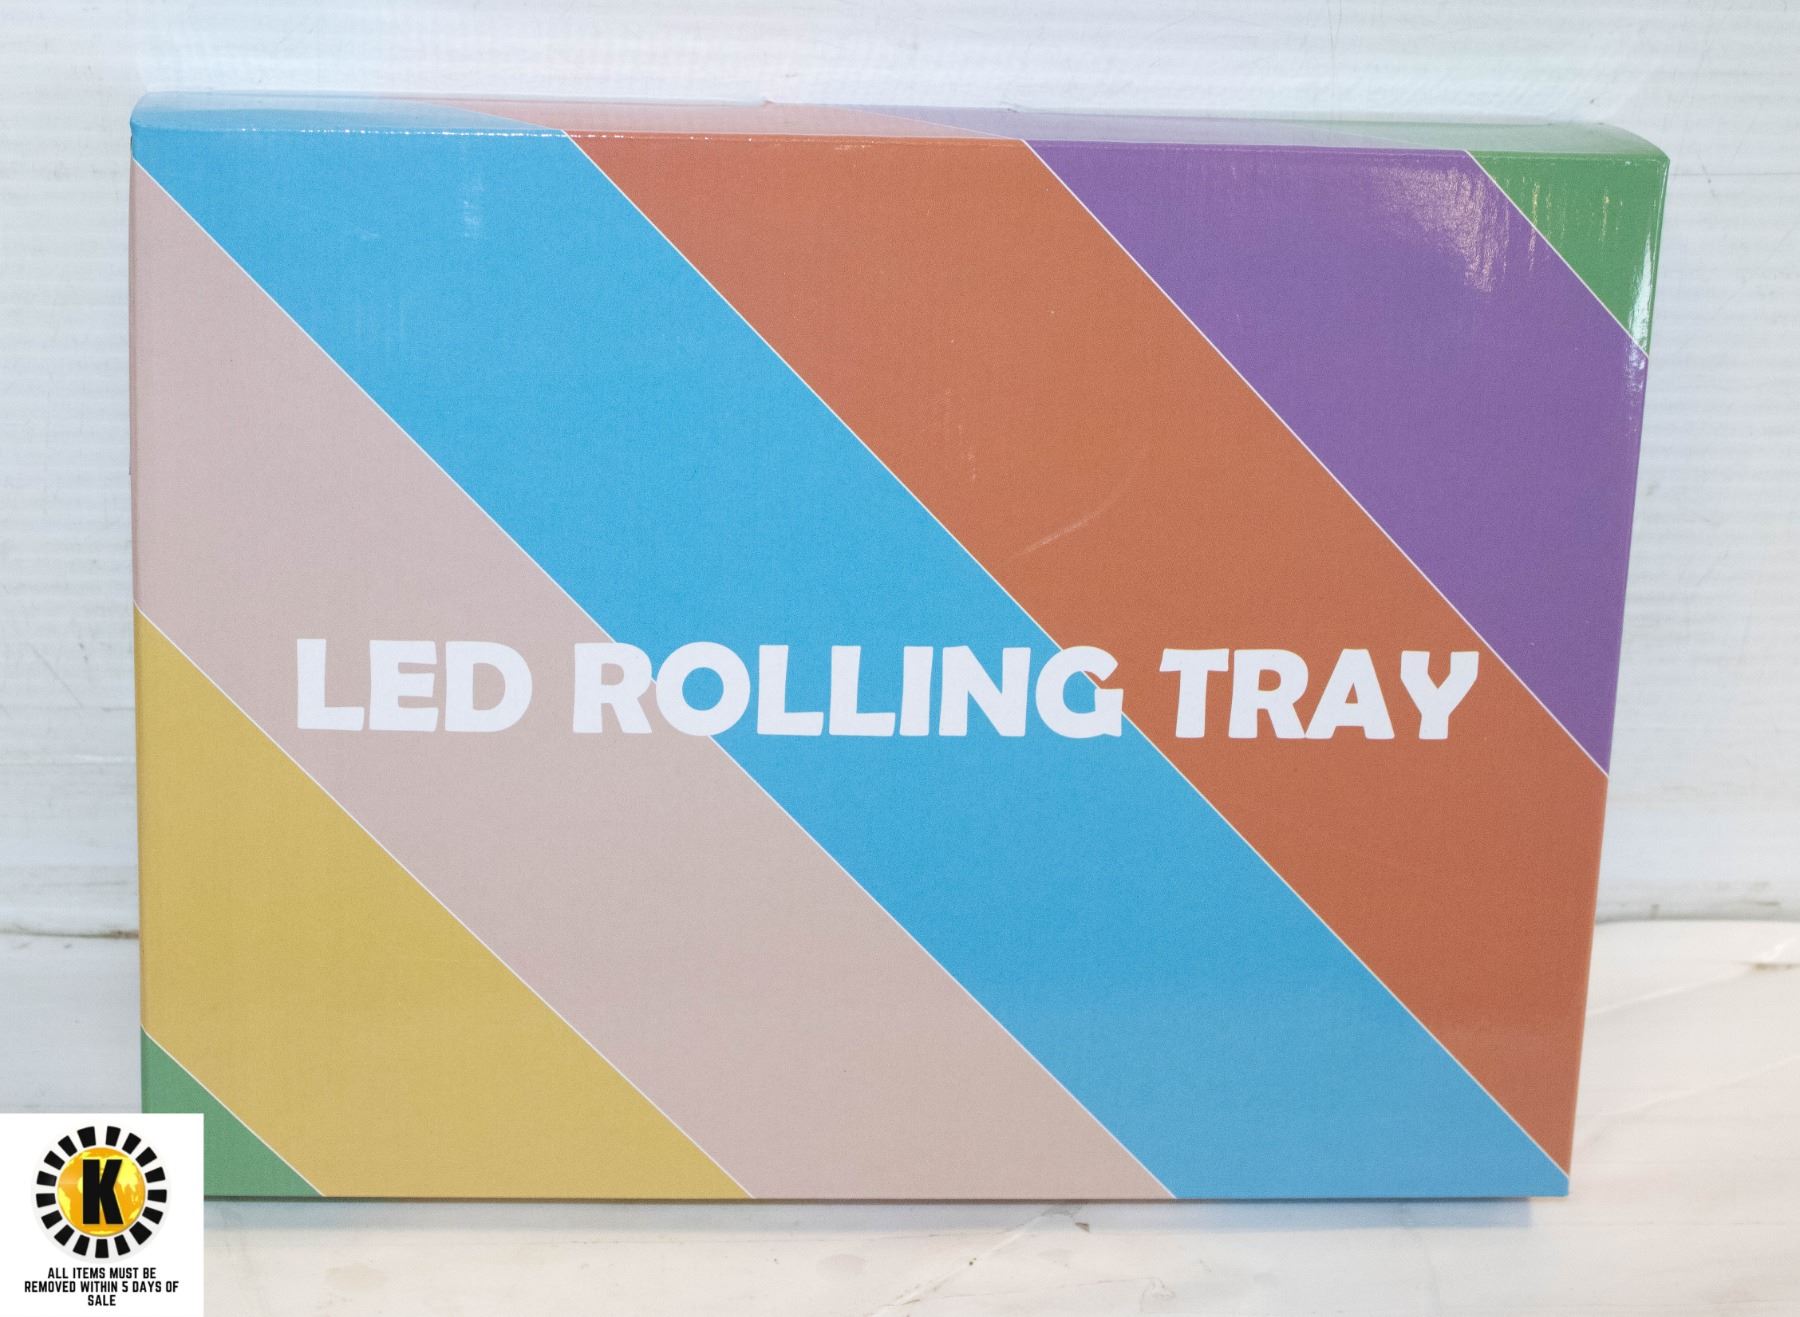 LED ROLLING TRAY
K
ALL ITEMS MUST BE
REMOVED WITHIN 5 DAYS OF
SALE